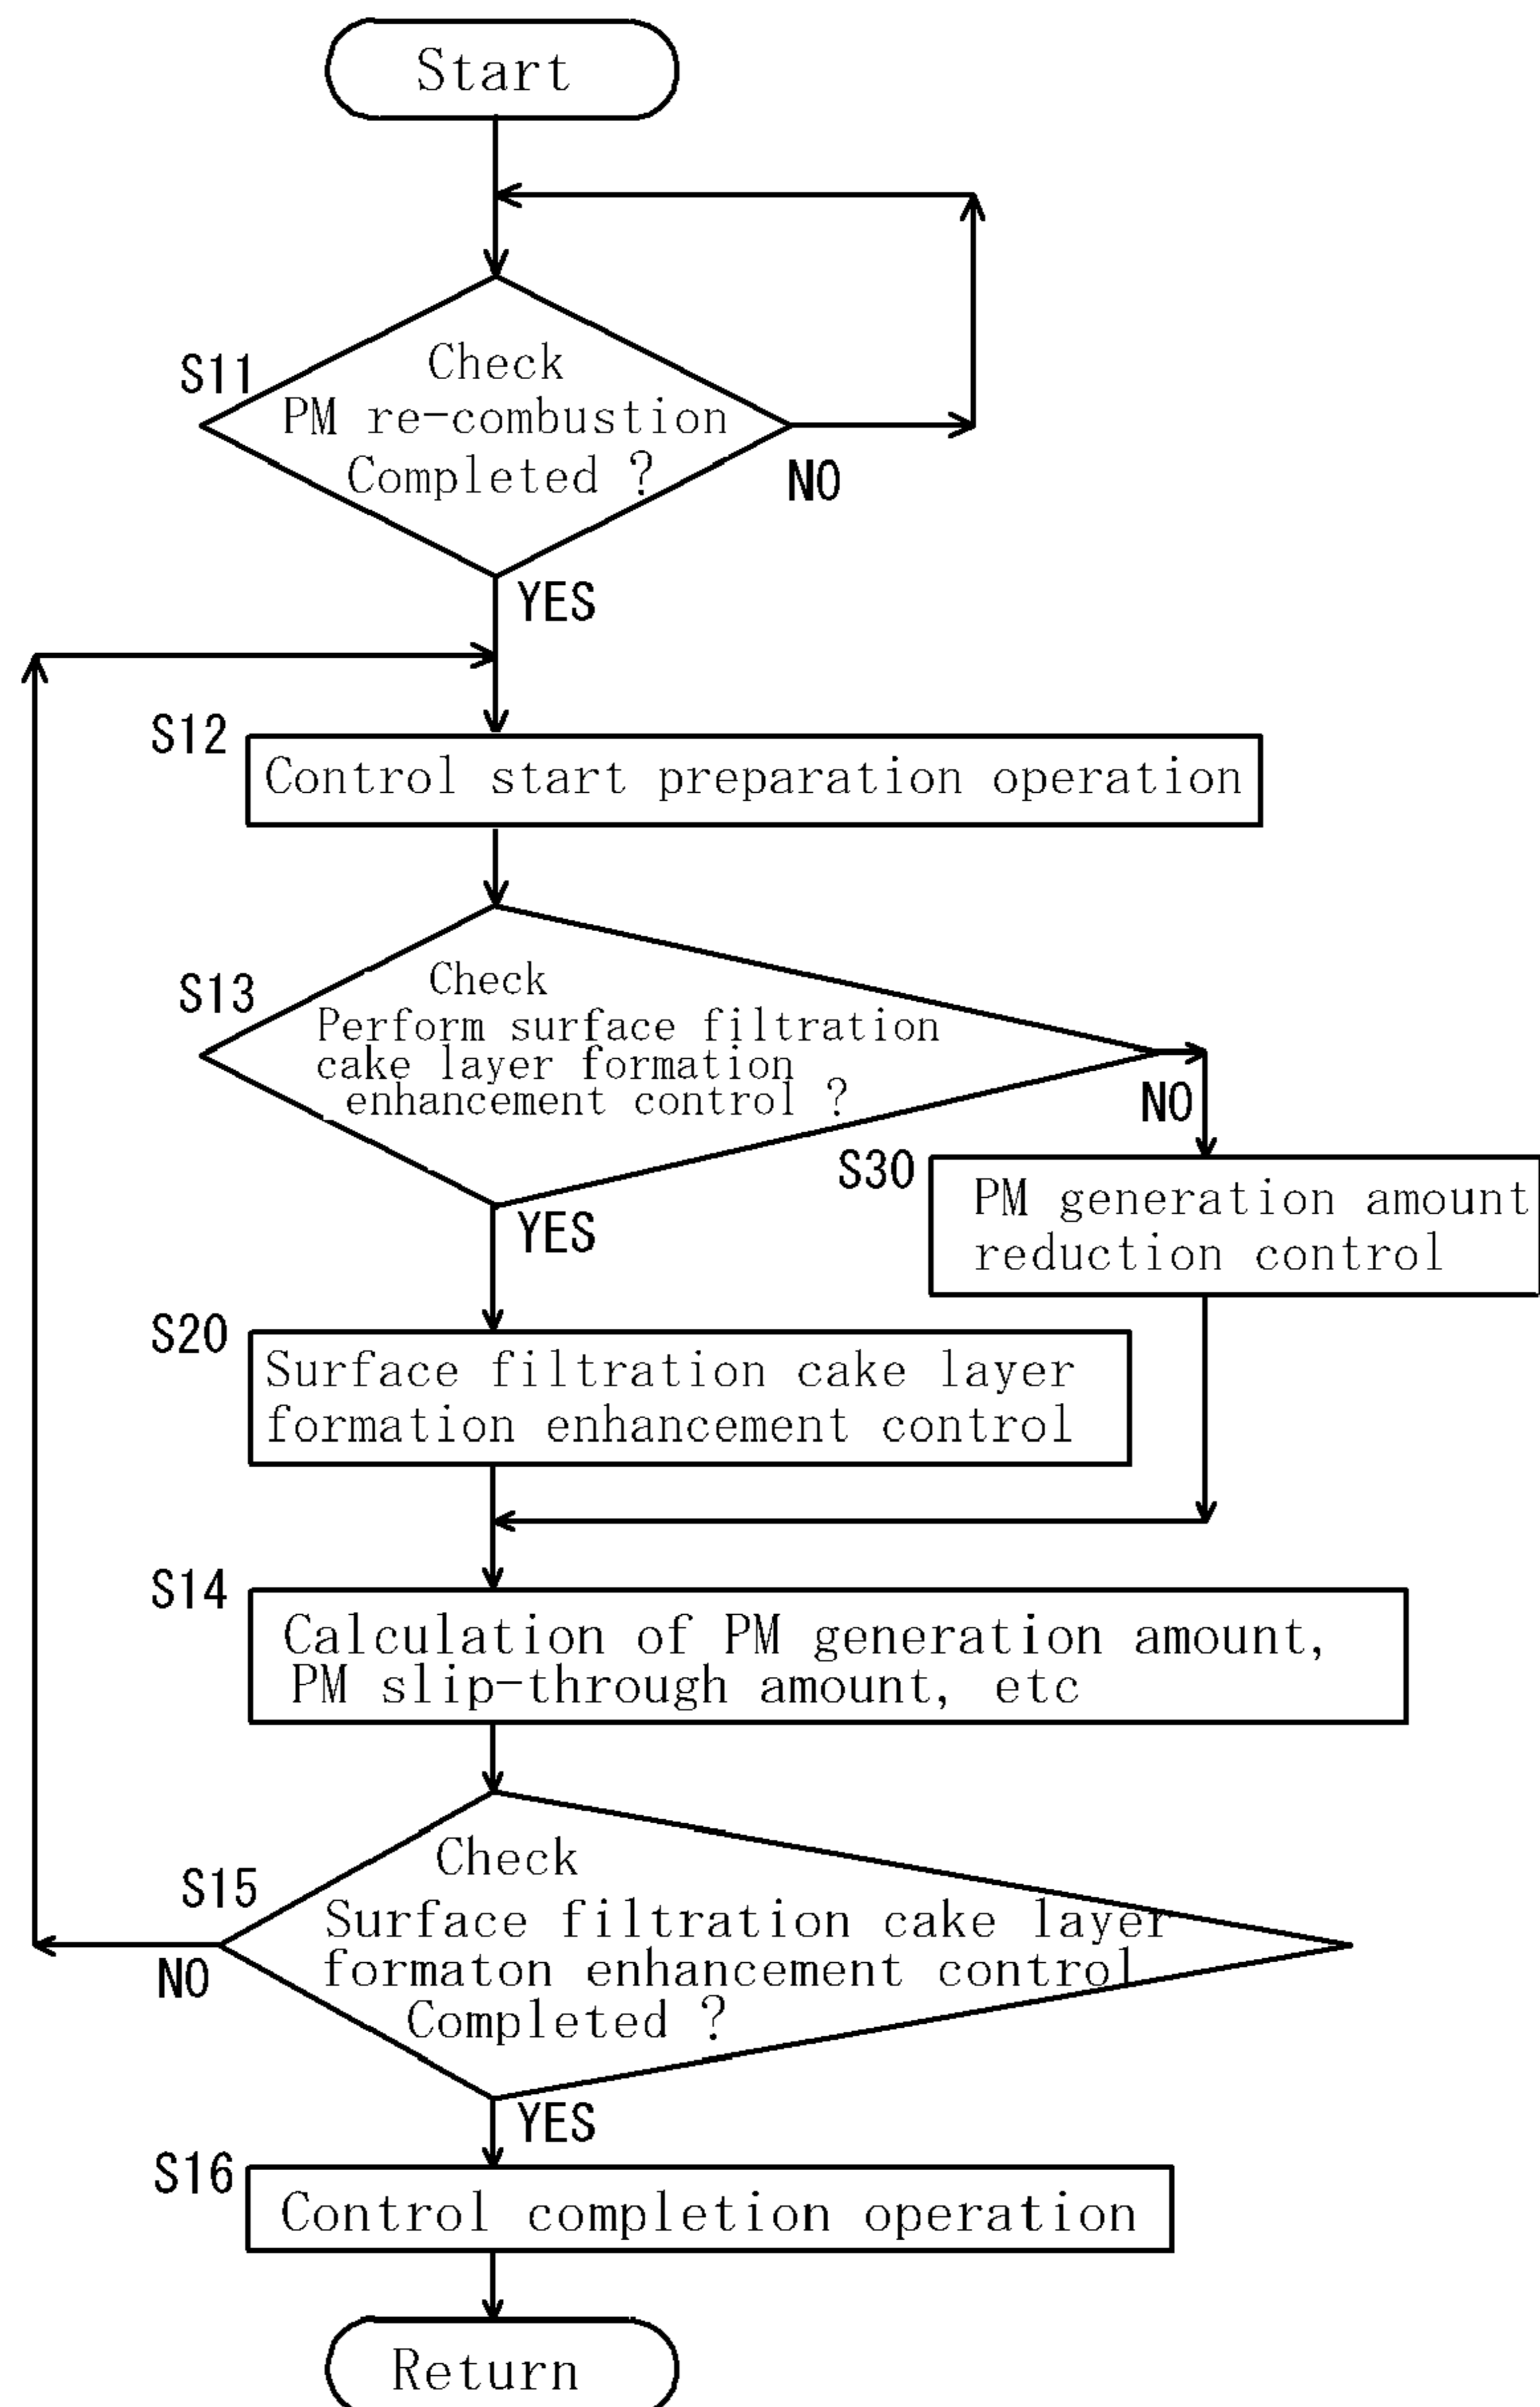 Start
S11
Check
PM re-combustion
Completed ?
NO
YES
S12
Control start preparation operation
S13
Check
Perform surface filtration
cake layer formation
enhancement control ?
NO
YES
S30
PM generation amount
reduction control
S20
Surface filtration cake layer
formation enhancement control
S14
Calculation of PM generation amount,
PM slip-through amount, etc
S15
Check
Surface filtration cake layer
formaton enhancement control
Completed ?
NO
YES
S16
Control completion operation
Return